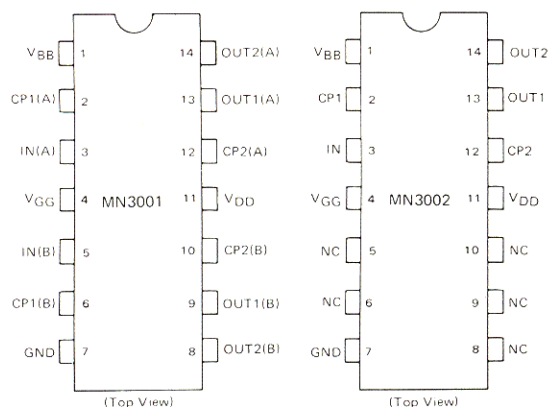 VBB 1 14 OUT2(A)
CP1(A) 2 13 OUT1(A)
IN(A) 3 12 CP2(A)
VGG 4 MN3001 11 VDD
IN(B) 5 10 CP2(B)
CP1(B) 6 9 OUT1(B)
GND 7 8 OUT2(B)
(Top View)
VBB 1 14 OUT2
CP1 2 13 OUT1
IN 3 12 CP2
VGG 4 MN3002 11 VDD
NC 5 10 NC
NC 6 9 NC
GND 7 8 NC
(Top View)